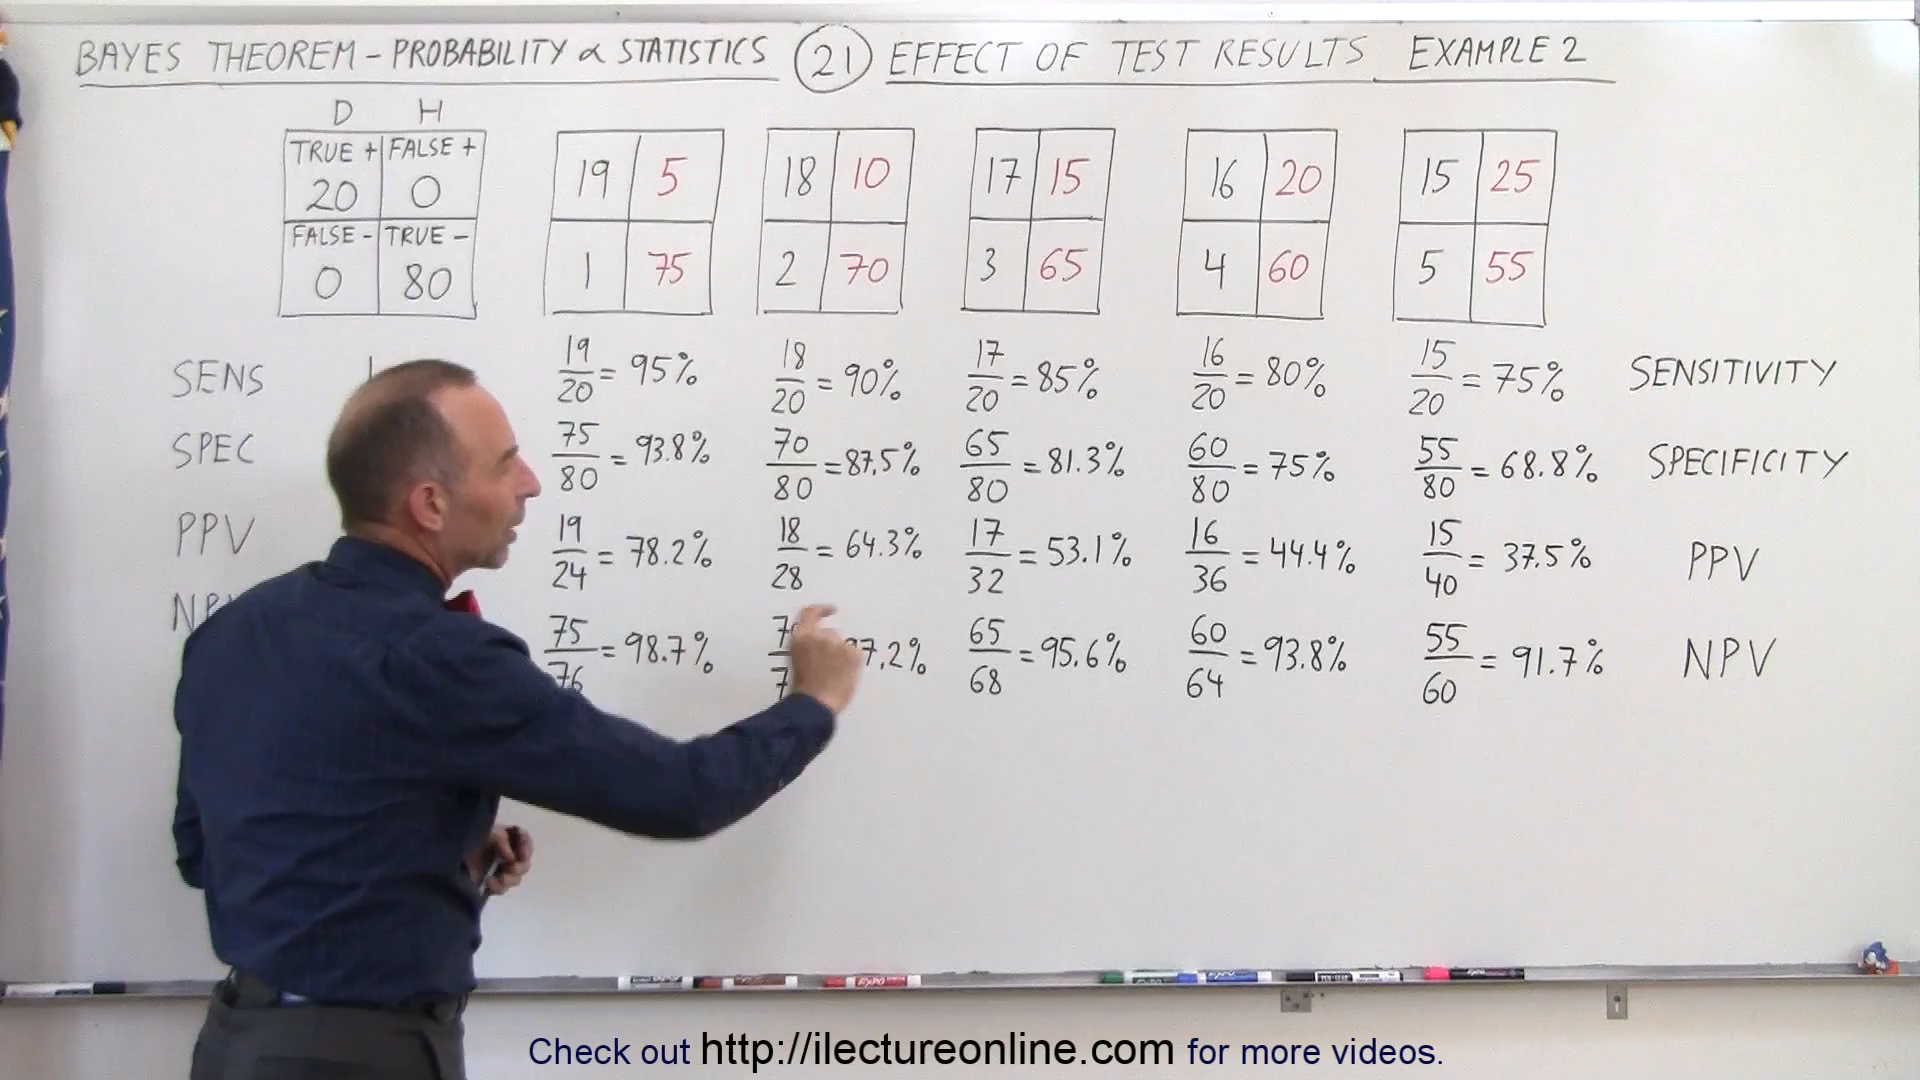 BAYES THEOREM - PROBABILITY & STATISTICS 21 EFFECT OF TEST RESULTS EXAMPLE 2
D H
TRUE + FALSE +
20 0
FALSE - TRUE -
0 80
19 5
1 75
18 10
2 70
17 15
3 65
16 20
4 60
15 25
5 55
SENS 1 19/20 = 95% 18/20 = 90% 17/20 = 85% 16/20 = 80% 15/20 = 75% SENSITIVITY
SPEC 75/80 = 93.8% 70/80 = 87.5% 65/80 = 81.3% 60/80 = 75% 55/80 = 68.8% SPECIFICITY
PPV 19/24 = 78.2% 18/28 = 64.3% 17/32 = 53.1% 16/36 = 44.4% 15/40 = 37.5% PPV
75/76 = 98.7% 7.2% 65/68 = 95.6% 60/64 = 93.8% 55/60 = 91.7% NPV
EXPO
Check out http://ilectureonline.com for more videos.